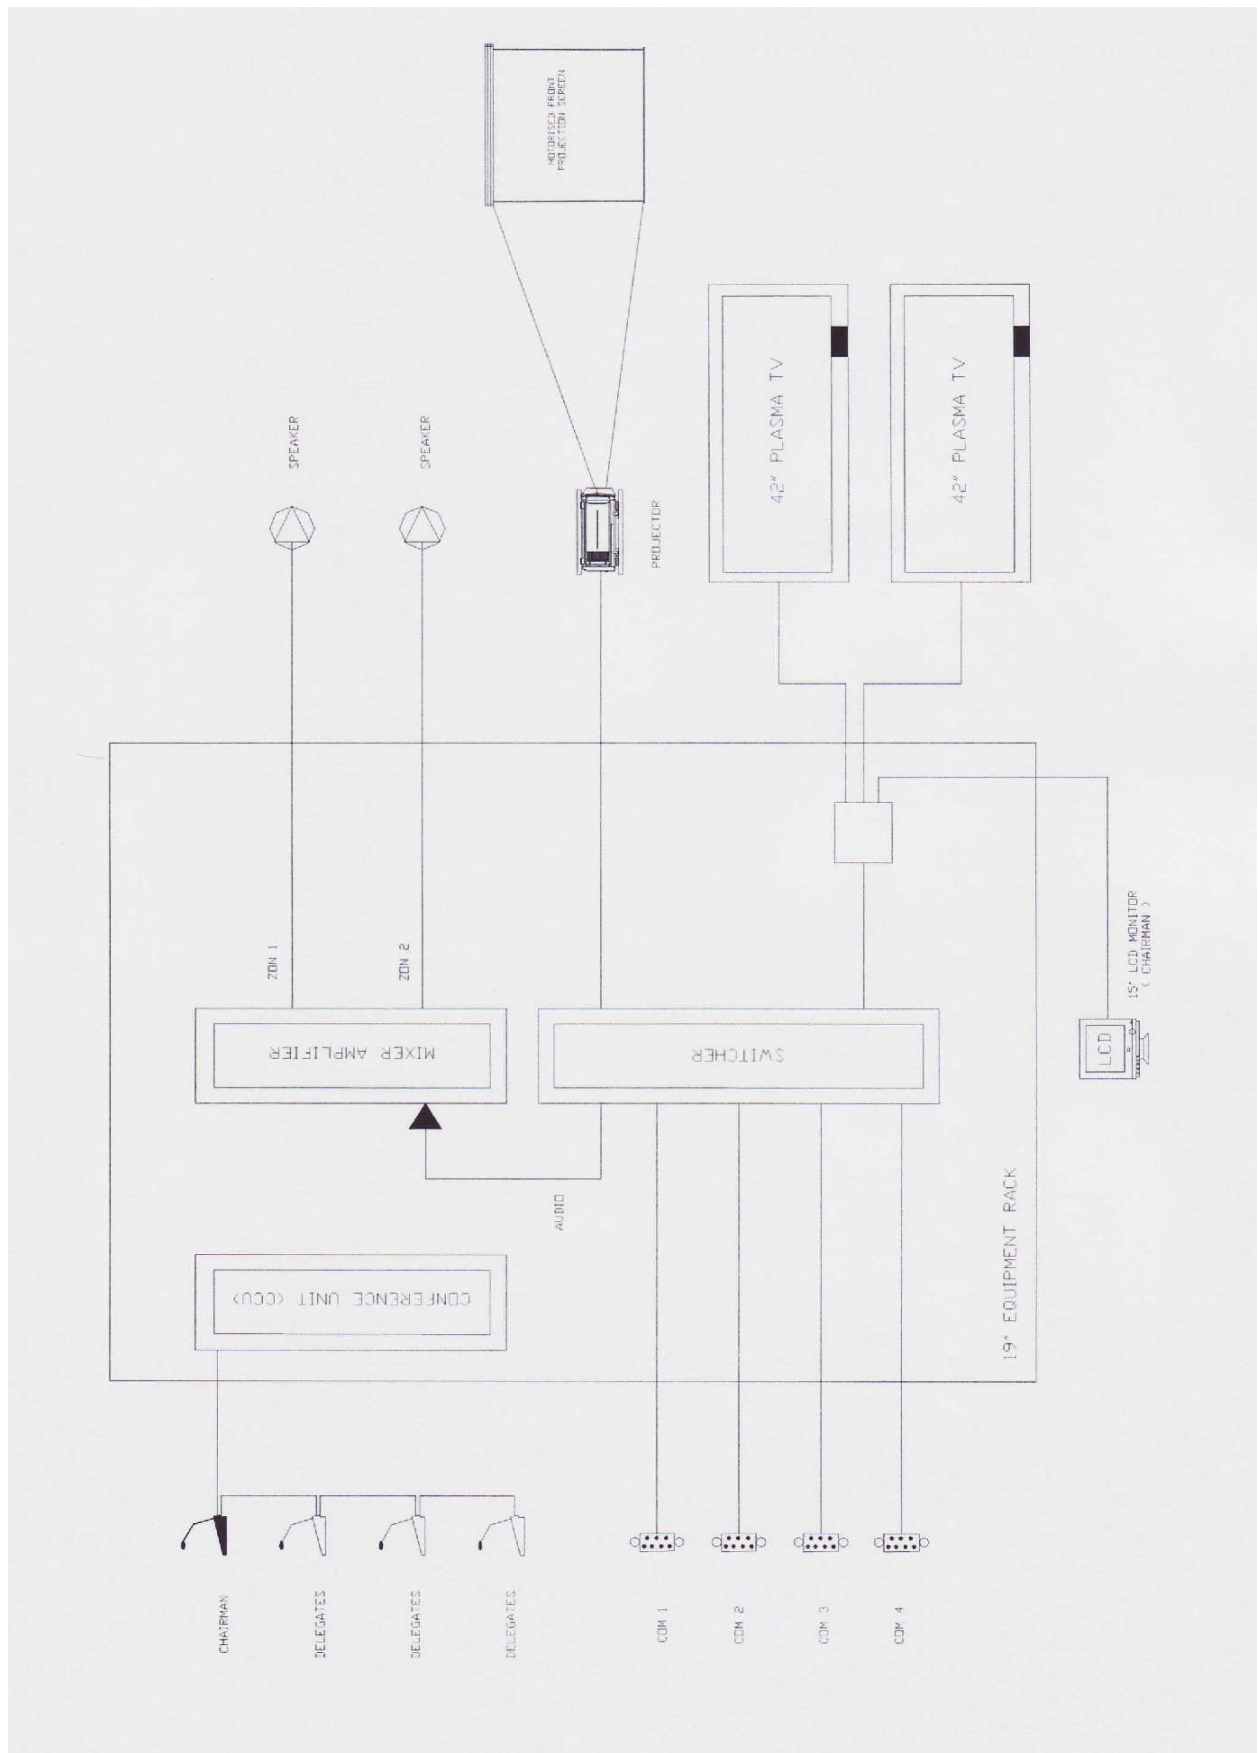 MOTORISED FRONT
PROJECTION SCREEN
SPEAKER
SPEAKER
PROJECTOR
42" PLASMA TV
42" PLASMA TV
ZON 1
ZON 2
MIXER AMPLIFIER
SWITCHER
15" LCD MONITOR
( CHAIRMAN )
LCD
AUDIO
CONFERENCE UNIT (CCU)
19" EQUIPMENT RACK
CHAIRMAN
DELEGATES
DELEGATES
DELEGATES
COM 1
COM 2
COM 3
COM 4